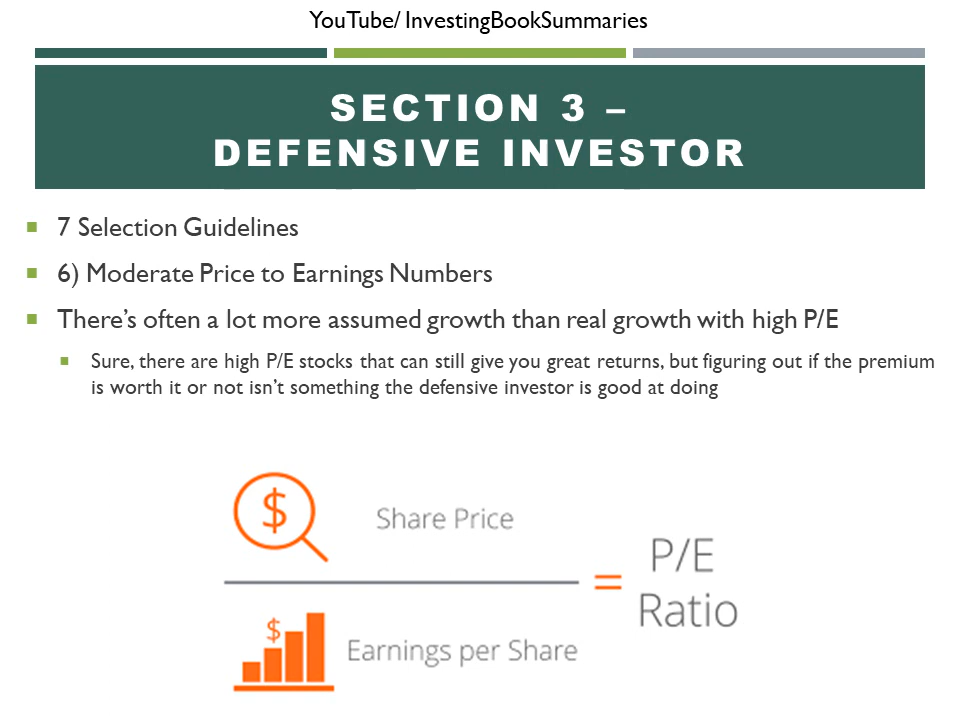 YouTube/ InvestingBookSummaries
SECTION 3 –
DEFENSIVE INVESTOR
7 Selection Guidelines
6) Moderate Price to Earnings Numbers
There’s often a lot more assumed growth than real growth with high P/E
Sure, there are high P/E stocks that can still give you great returns, but figuring out if the premium
is worth it or not isn’t something the defensive investor is good at doing
$
Share Price
=
P/E
Ratio
$
Earnings per Share